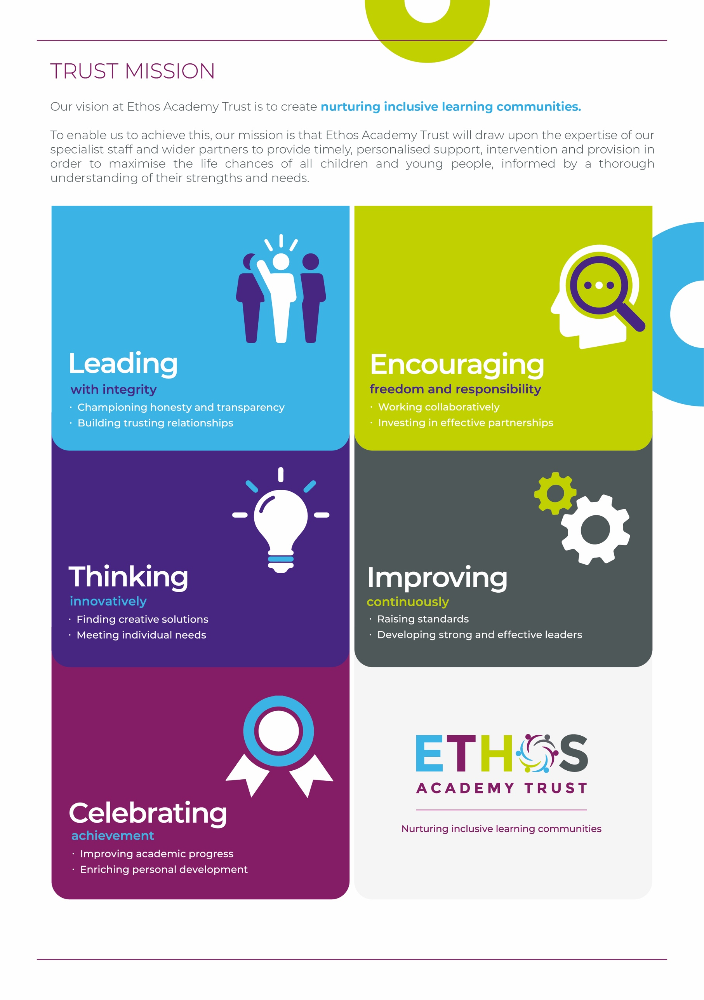 TRUST MISSION
Our vision at Ethos Academy Trust is to create nurturing inclusive learning communities.
To enable us to achieve this, our mission is that Ethos Academy Trust will draw upon the expertise of our
specialist staff and wider partners to provide timely, personalised support, intervention and provision in
order to maximise the life chances of all children and young people, informed by a thorough
understanding of their strengths and needs.
Leading
with integrity
· Championing honesty and transparency
· Building trusting relationships
Encouraging
freedom and responsibility
· Working collaboratively
· Investing in effective partnerships
Thinking
innovatively
· Finding creative solutions
· Meeting individual needs
Improving
continuously
· Raising standards
· Developing strong and effective leaders
Celebrating
achievement
· Improving academic progress
· Enriching personal development
ETHOS
ACADEMY TRUST
Nurturing inclusive learning communities